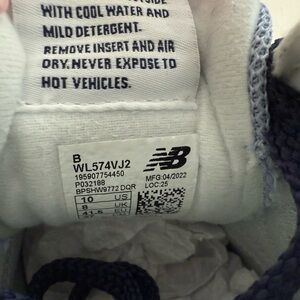 WITH COOL WATER AND
MILD DETERGENT.
REMOVE INSERT AND AIR
DRY. NEVER EXPOSE TO
HOT VEHICLES.
B
WL574VJ2
195907754450
P032188
BPSHW9772 DQR
NB
MFG:04/2022
LOC:25
10 US
8 UK
41.5 EU